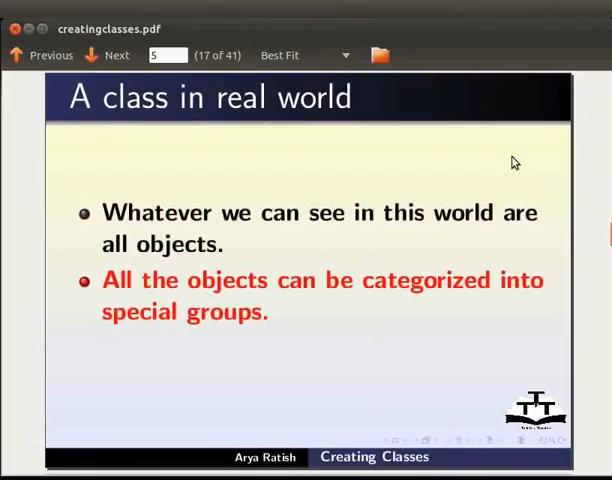 creatingclasses.pdf
Previous Next 5 (17 of 41) Best Fit
A class in real world
Whatever we can see in this world are
all objects.
All the objects can be categorized into
special groups.
TTT
Arya Ratish Creating Classes